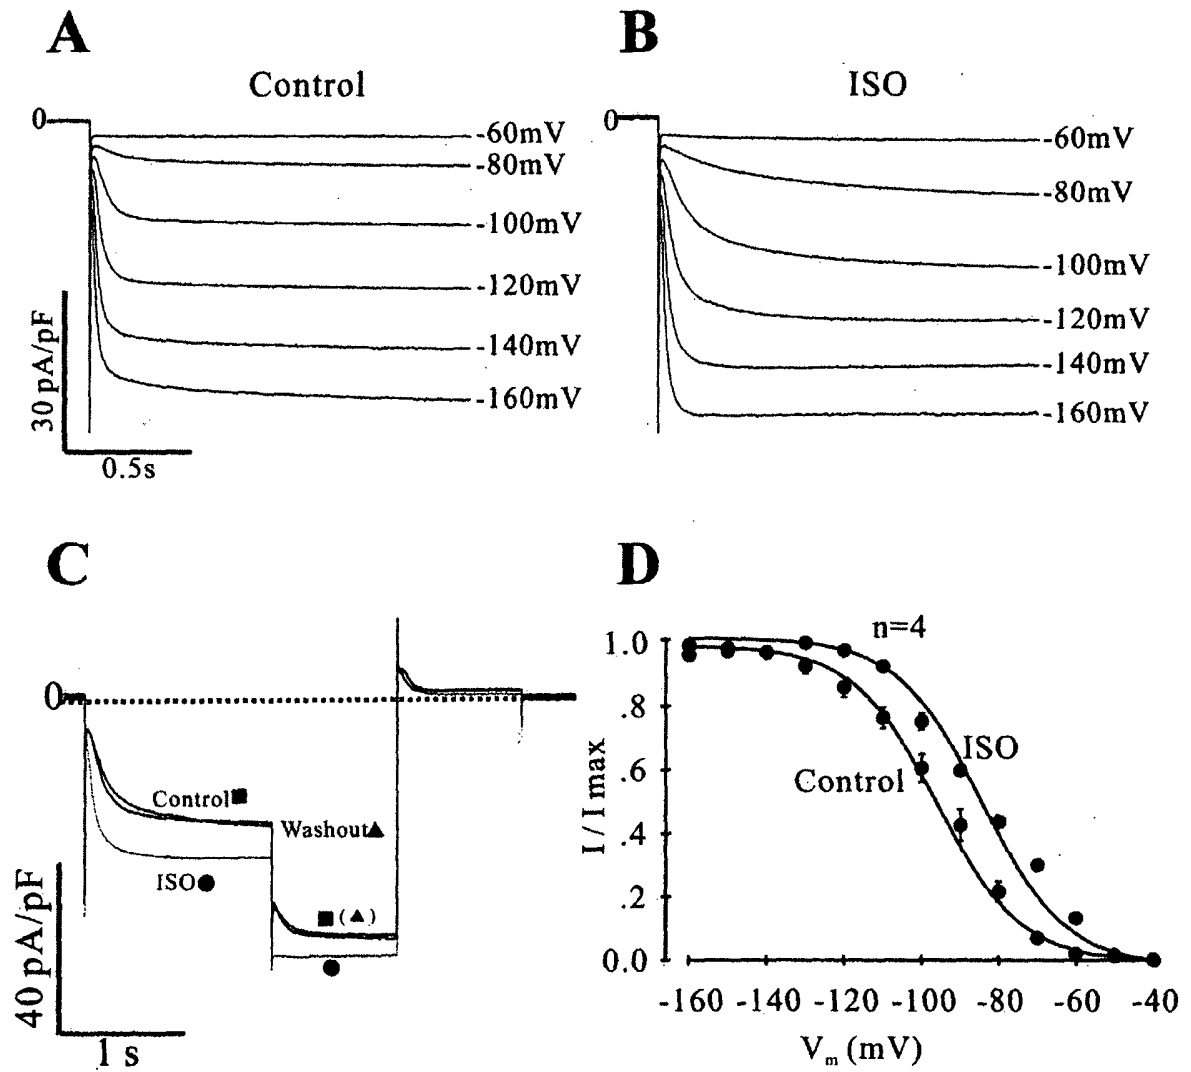 A
Control
0
-60mV
-80mV
-100mV
-120mV
-140mV
-160mV
30 pA/pF
0.5s
B
ISO
0
-60mV
-80mV
-100mV
-120mV
-140mV
-160mV
C
0
Control■
Washout▲
ISO●
■(▲)
●
40 pA/pF
1 s
D
n=4
1.0
.8
.6
.4
.2
0.0
I / I max
ISO
Control
-160 -140 -120 -100 -80 -60 -40
Vm (mV)